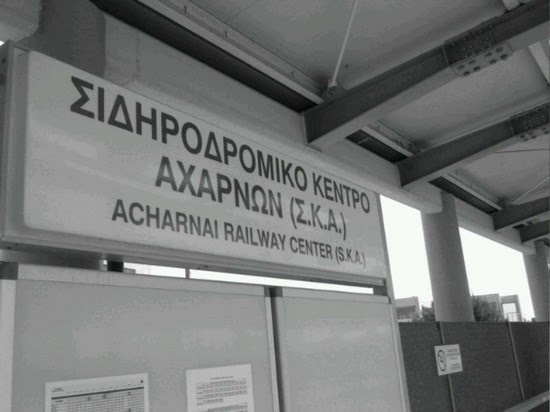 ΣΙΔΗΡΟΔΡΟΜΙΚΟ ΚΕΝΤΡΟ
ΑΧΑΡΝΩΝ (Σ.Κ.Α.)
ACHARNAI RAILWAY CENTER (S.K.A.)